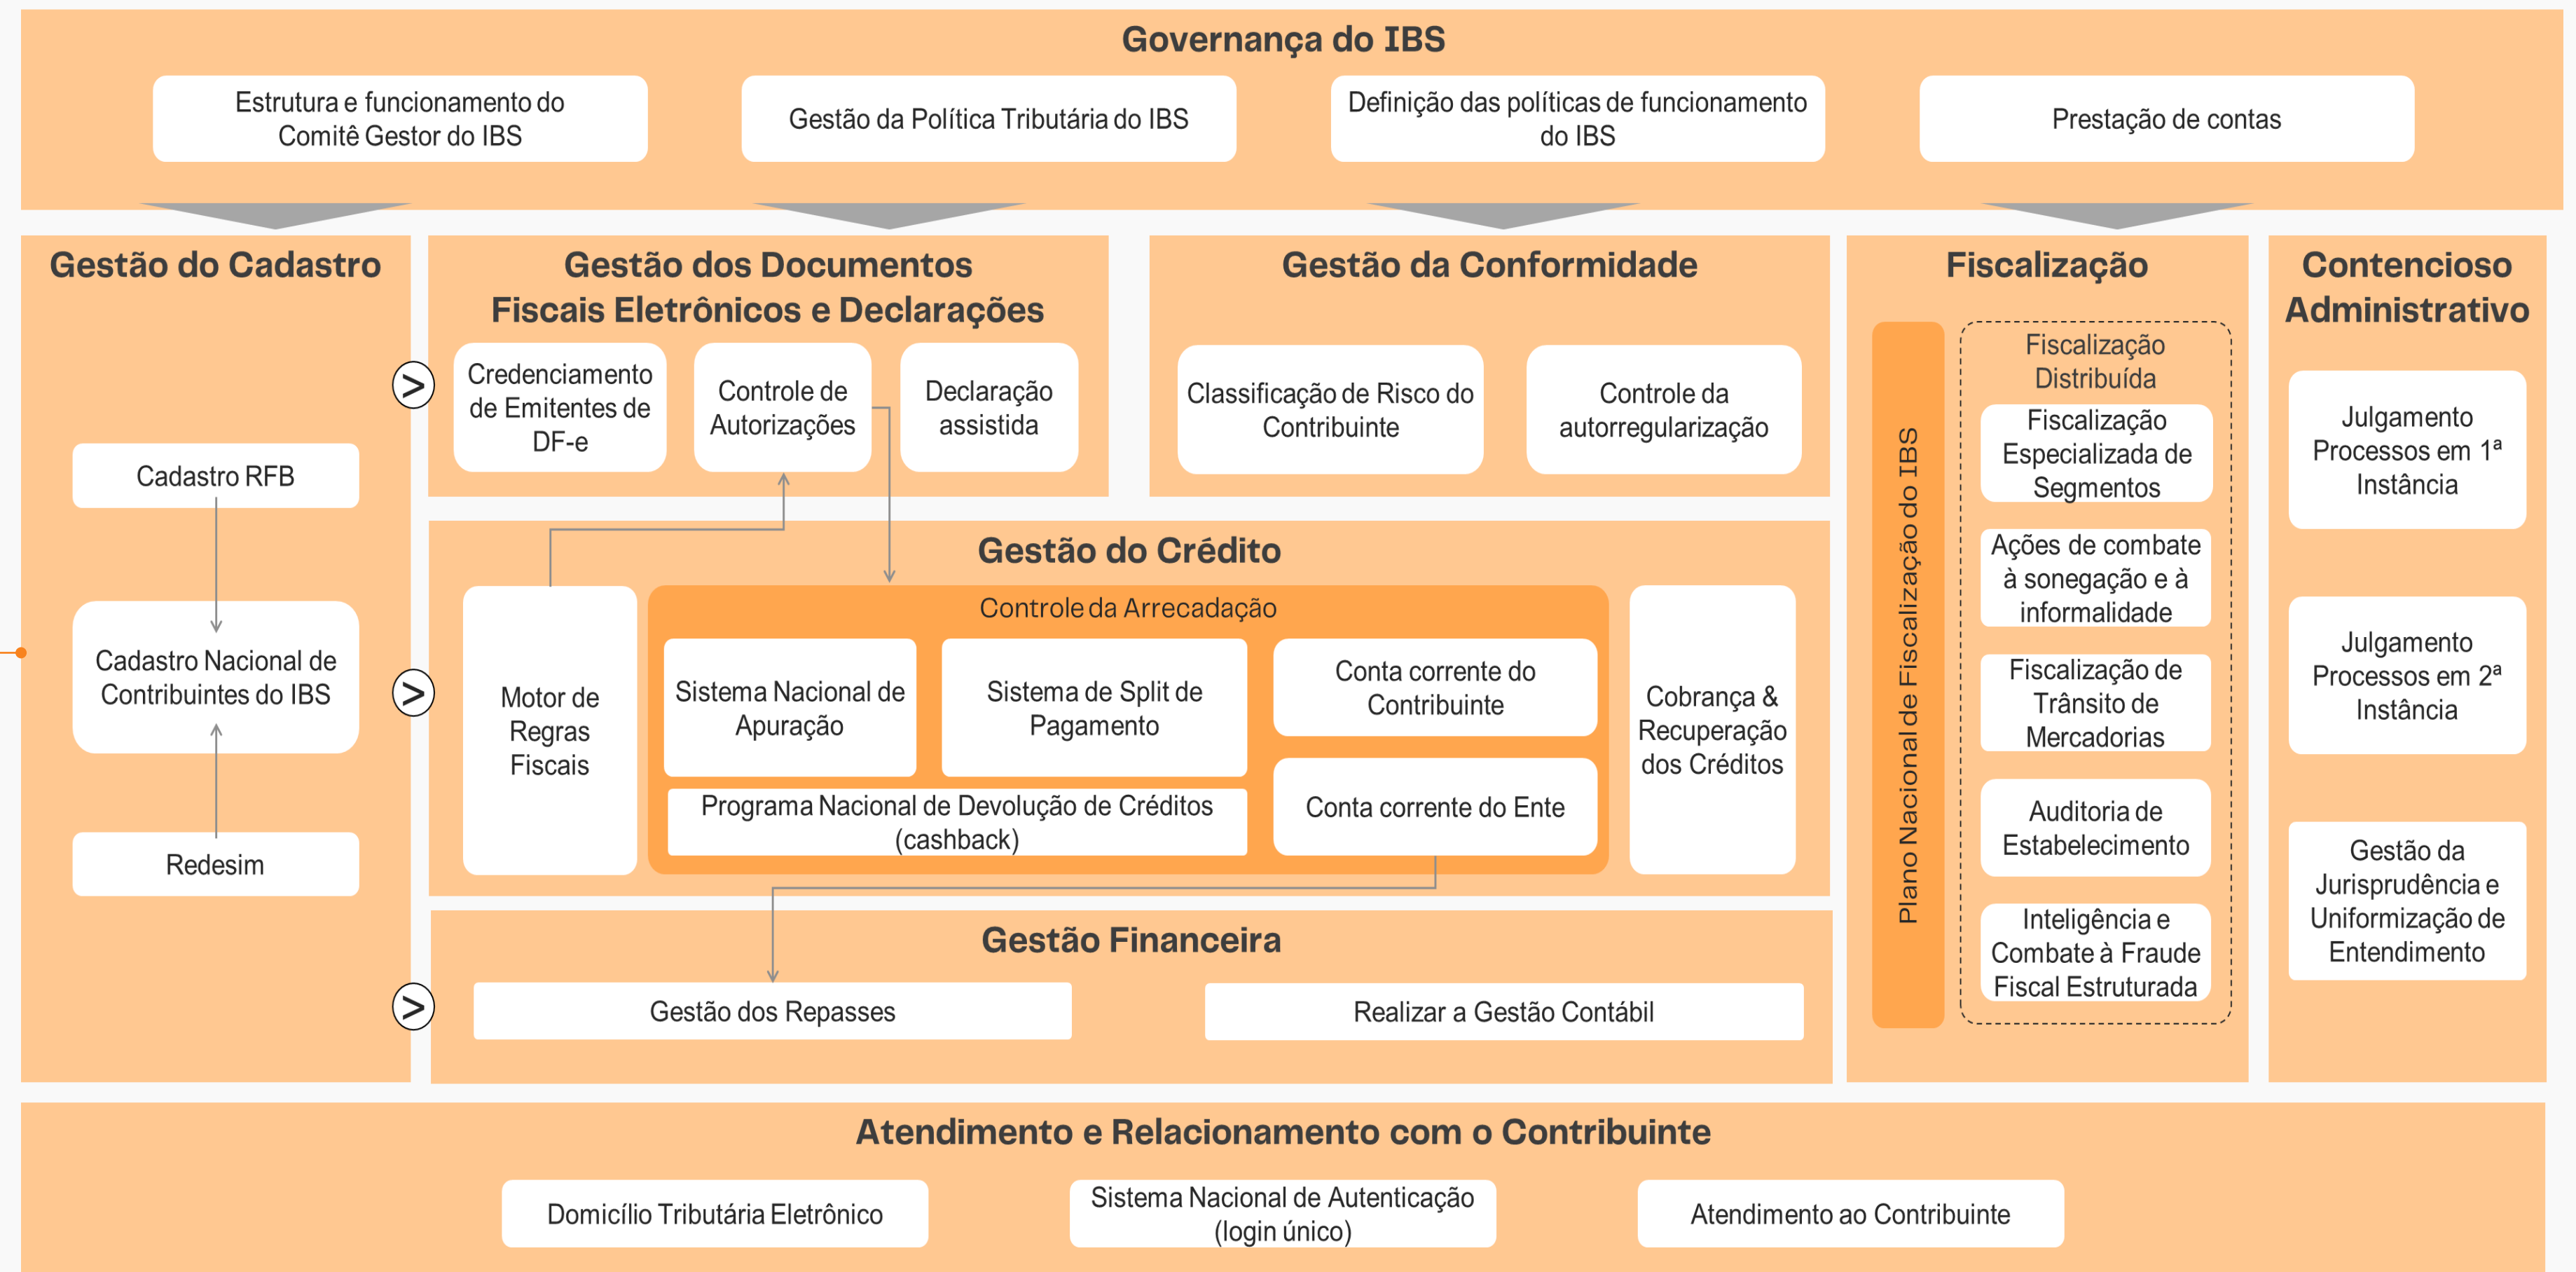 Governança do IBS
Estrutura e funcionamento do
Comitê Gestor do IBS
Gestão da Política Tributária do IBS
Definição das políticas de funcionamento
do IBS
Prestação de contas
Gestão do Cadastro
Cadastro RFB
Cadastro Nacional de
Contribuintes do IBS
Redesim
>
>
>
Gestão dos Documentos
Fiscais Eletrônicos e Declarações
Credenciamento
de Emitentes de
DF-e
Controle de
Autorizações
Declaração
assistida
Gestão da Conformidade
Classificação de Risco do
Contribuinte
Controle da
autorregularização
Gestão do Crédito
Motor de
Regras
Fiscais
Controle da Arrecadação
Sistema Nacional de
Apuração
Sistema de Split de
Pagamento
Conta corrente do
Contribuinte
Programa Nacional de Devolução de Créditos
(cashback)
Conta corrente do Ente
Cobrança &
Recuperação
dos Créditos
Gestão Financeira
Gestão dos Repasses
Realizar a Gestão Contábil
Fiscalização
Plano Nacional de Fiscalização do IBS
Fiscalização
Distribuída
Fiscalização
Especializada de
Segmentos
Ações de combate
à sonegação e à
informalidade
Fiscalização de
Trânsito de
Mercadorias
Auditoria de
Estabelecimento
Inteligência e
Combate à Fraude
Fiscal Estruturada
Contencioso
Administrativo
Julgamento
Processos em 1ª
Instância
Julgamento
Processos em 2ª
Instância
Gestão da
Jurisprudência e
Uniformização de
Entendimento
Atendimento e Relacionamento com o Contribuinte
Domicílio Tributária Eletrônico
Sistema Nacional de Autenticação
(login único)
Atendimento ao Contribuinte